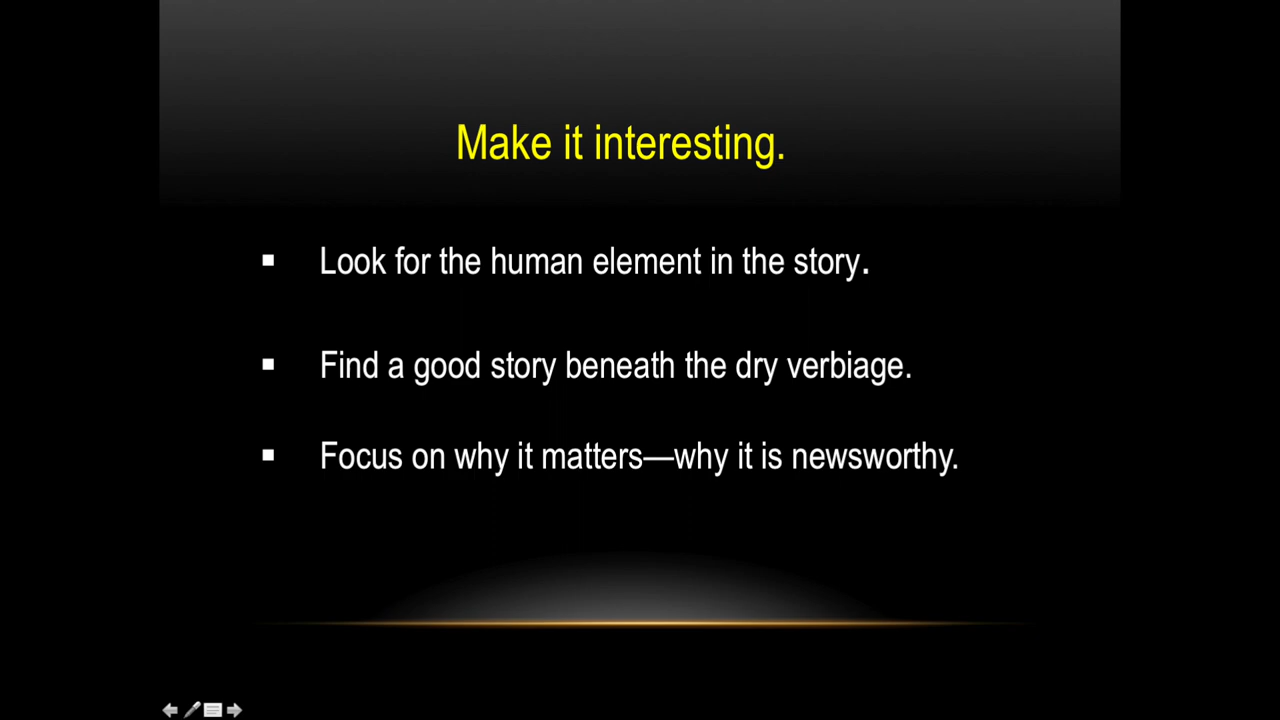 Make it interesting.
▪ Look for the human element in the story.
▪ Find a good story beneath the dry verbiage.
▪ Focus on why it matters—why it is newsworthy.